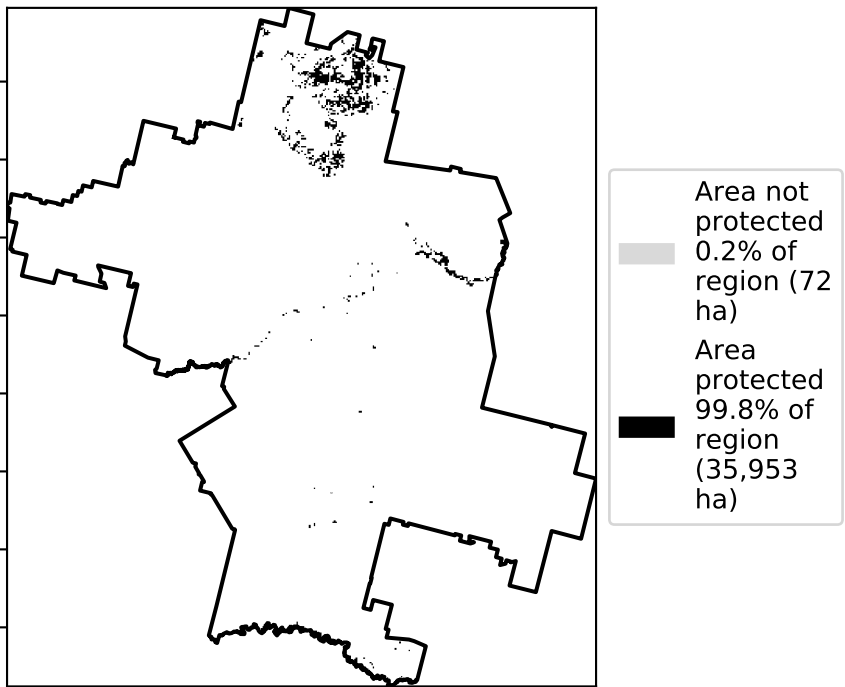 Area not
protected
0.2% of
region (72
ha)
Area
protected
99.8% of
region
(35,953
ha)